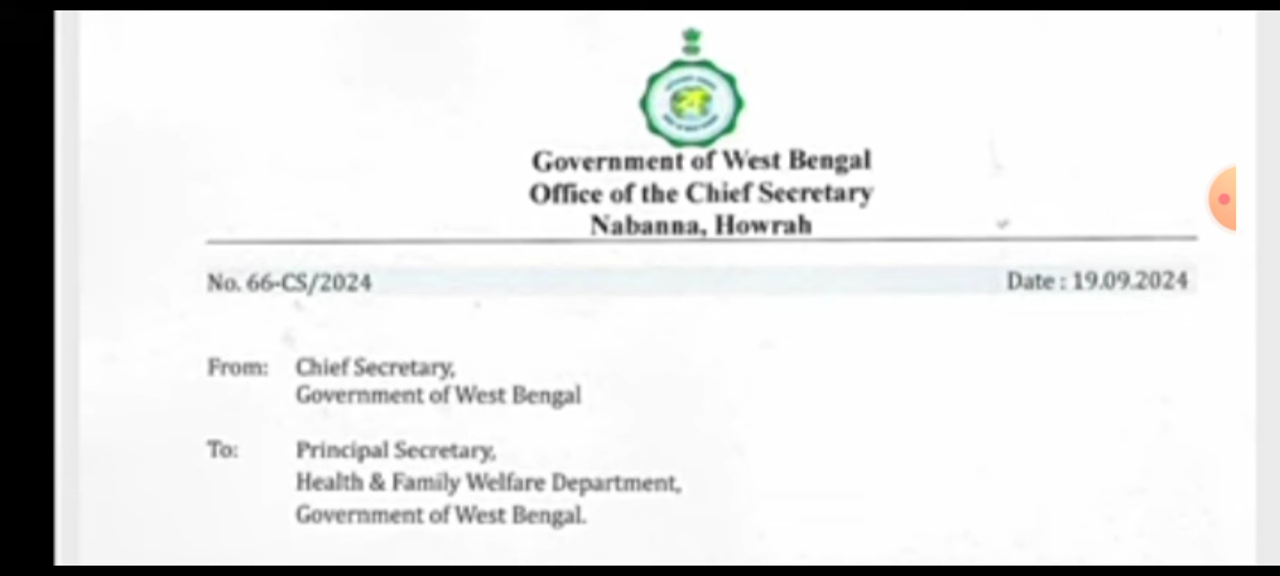 Government of West Bengal
Office of the Chief Secretary
Nabanna, Howrah
No. 66-CS/2024 Date : 19.09.2024
From: Chief Secretary,
Government of West Bengal
To: Principal Secretary,
Health & Family Welfare Department,
Government of West Bengal.